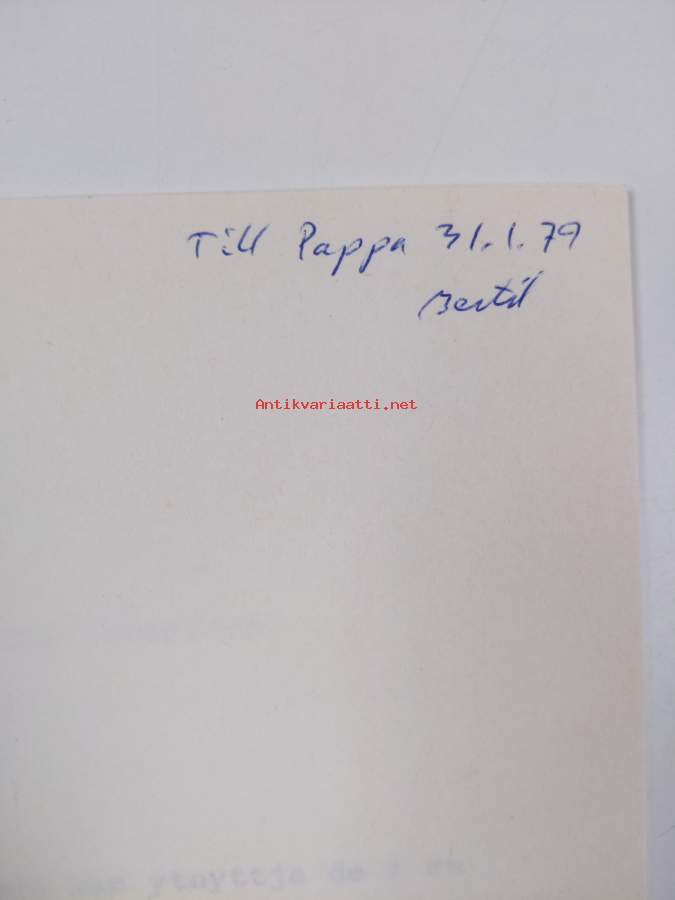 Till Pappa 31.1.79
Bertil
Antikvariaatti.net